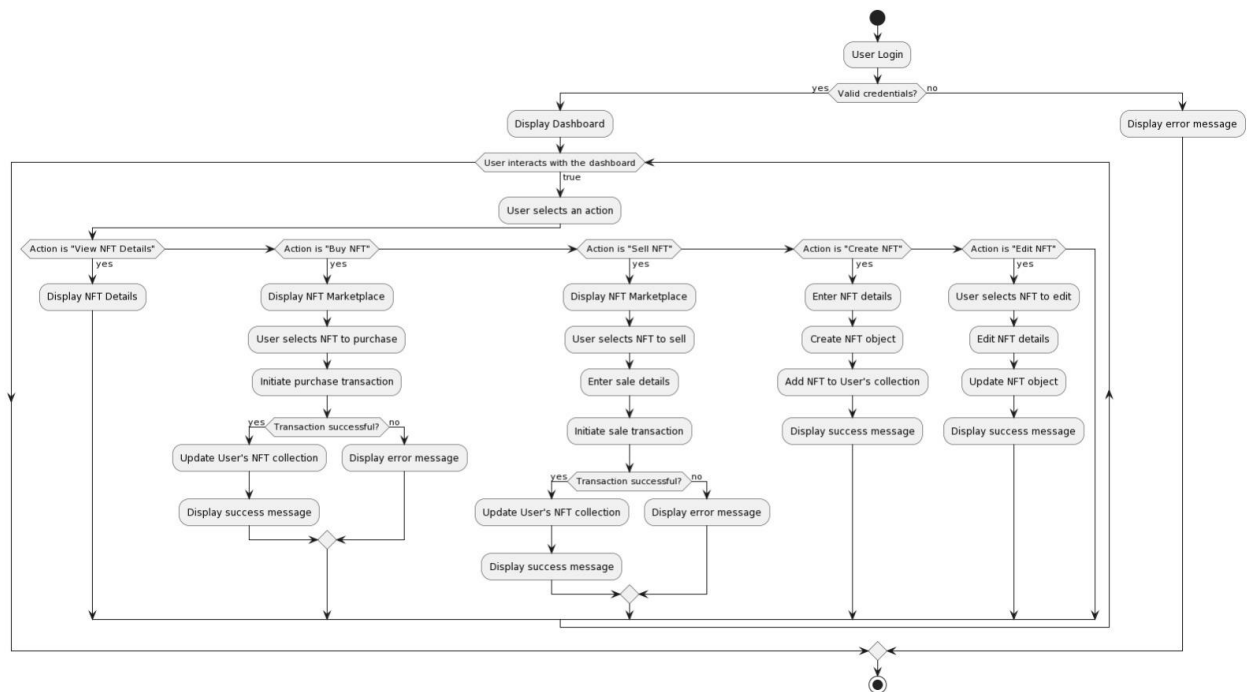 User Login
yes
Valid credentials?
no
Display Dashboard
Display error message
User interacts with the dashboard
true
User selects an action
Action is "View NFT Details"
Action is "Buy NFT"
Action is "Sell NFT"
Action is "Create NFT"
Action is "Edit NFT"
yes
yes
yes
yes
yes
Display NFT Details
Display NFT Marketplace
Display NFT Marketplace
Enter NFT details
User selects NFT to edit
User selects NFT to purchase
User selects NFT to sell
Create NFT object
Edit NFT details
Initiate purchase transaction
Enter sale details
Add NFT to User's collection
Update NFT object
yes
Transaction successful?
no
Initiate sale transaction
Display success message
Display success message
Update User's NFT collection
Display error message
yes
Transaction successful?
no
Display success message
Update User's NFT collection
Display error message
Display success message